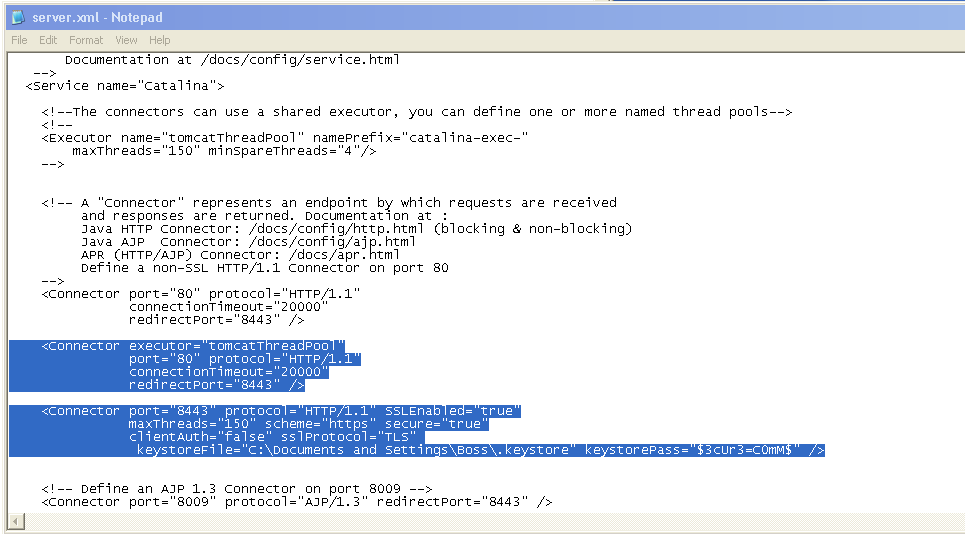 server.xml - Notepad
File Edit Format View Help
Documentation at /docs/config/service.html
-->
<Service name="Catalina">
<!--The connectors can use a shared executor, you can define one or more named thread pools-->
<!--
<Executor name="tomcatThreadPool" namePrefix="catalina-exec-"
maxThreads="150" minSpareThreads="4"/>
-->
<!-- A "Connector" represents an endpoint by which requests are received
and responses are returned. Documentation at :
Java HTTP Connector: /docs/config/http.html (blocking & non-blocking)
Java AJP  Connector: /docs/config/ajp.html
APR (HTTP/AJP) Connector: /docs/apr.html
Define a non-SSL HTTP/1.1 Connector on port 80
-->
<Connector port="80" protocol="HTTP/1.1"
connectionTimeout="20000"
redirectPort="8443" />
<Connector executor="tomcatThreadPool"
port="80" protocol="HTTP/1.1"
connectionTimeout="20000"
redirectPort="8443" />
<Connector port="8443" protocol="HTTP/1.1" SSLEnabled="true"
maxThreads="150" scheme="https" secure="true"
clientAuth="false" sslProtocol="TLS"
keystoreFile="C:\Documents and Settings\Boss\.keystore" keystorePass="$3cUr3=C0mM$" />
<!-- Define an AJP 1.3 Connector on port 8009 -->
<Connector port="8009" protocol="AJP/1.3" redirectPort="8443" />